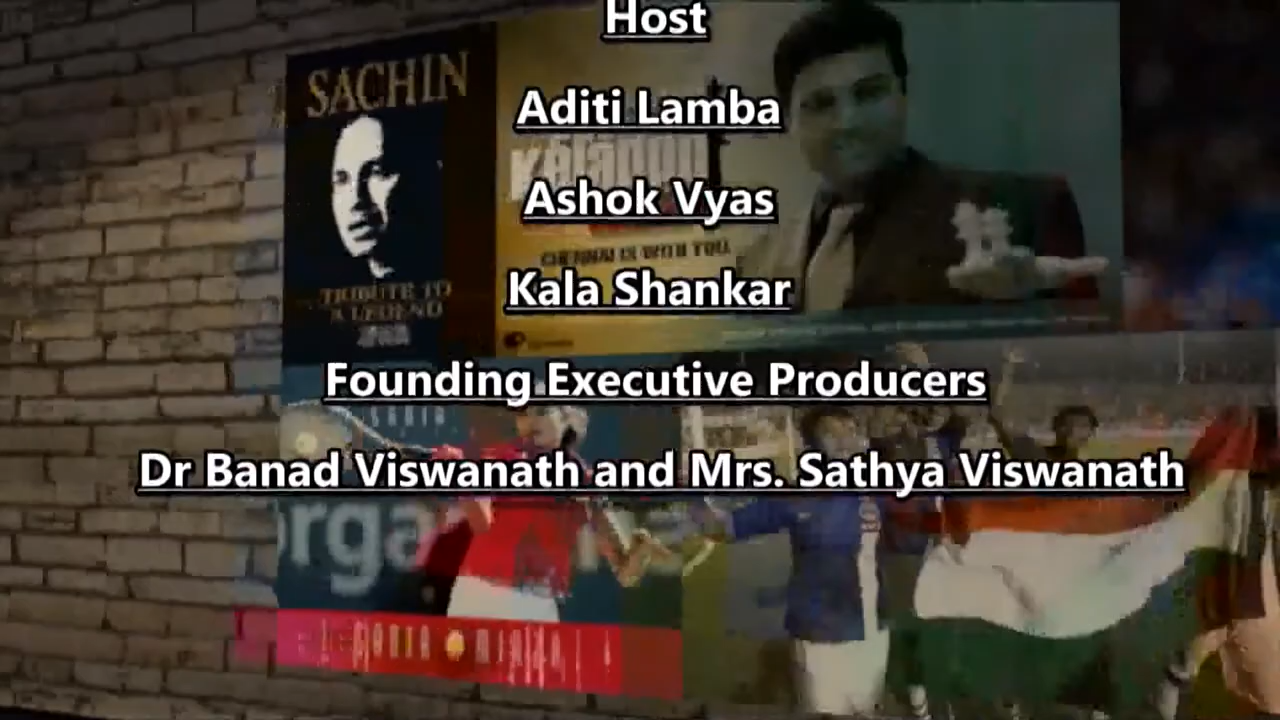 Host
SACHIN
Aditi Lamba
Ashok Vyas
CHENNAI IS WITH YOU
Kala Shankar
TRIBUTE TO
A LEGEND
Founding Executive Producers
Dr Banad Viswanath and Mrs. Sathya Viswanath
orga